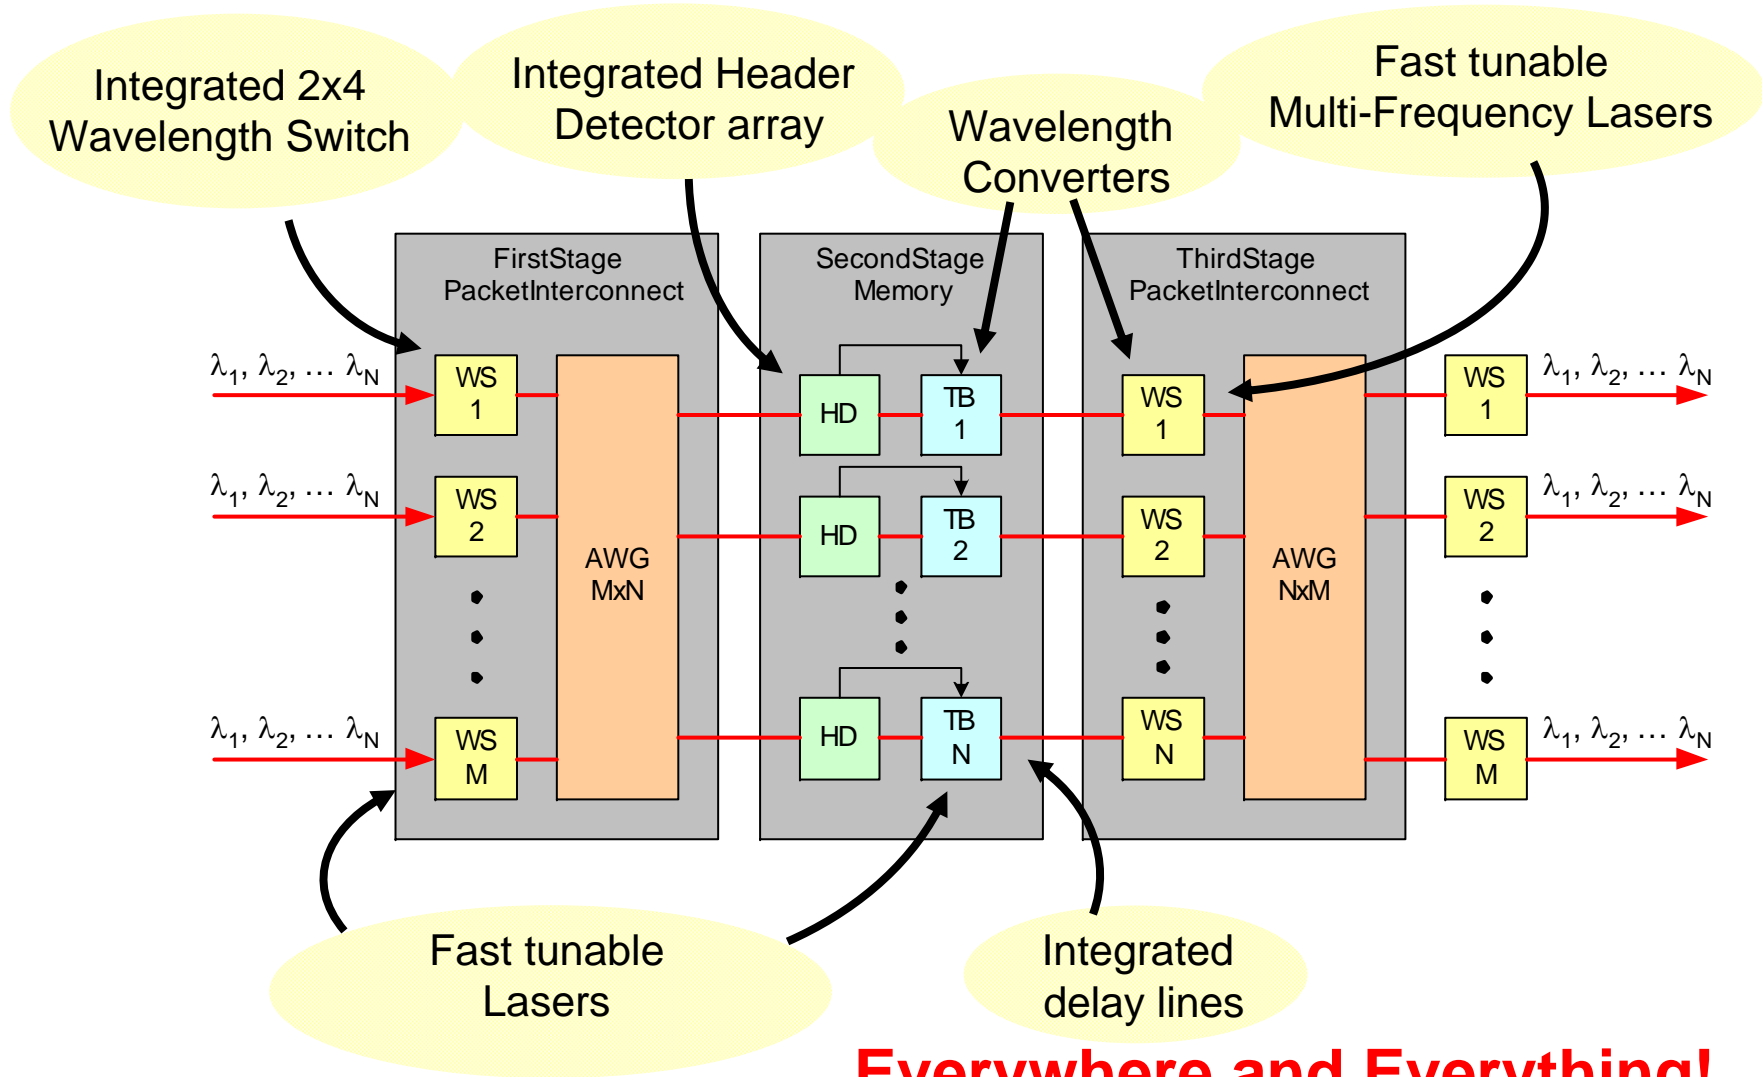 Integrated 2x4
Wavelength Switch
Integrated Header
Detector array
Wavelength
Converters
Fast tunable
Multi-Frequency Lasers
FirstStage
PacketInterconnect
SecondStage
Memory
ThirdStage
PacketInterconnect
λ1, λ2, … λN
WS
1
HD
TB
1
WS
1
WS
1
λ1, λ2, … λN
λ1, λ2, … λN
WS
2
HD
TB
2
WS
2
WS
2
λ1, λ2, … λN
AWG
MxN
AWG
NxM
λ1, λ2, … λN
WS
M
HD
TB
N
WS
N
WS
M
λ1, λ2, … λN
Fast tunable
Lasers
Integrated
delay lines
Everywhere and Everything!